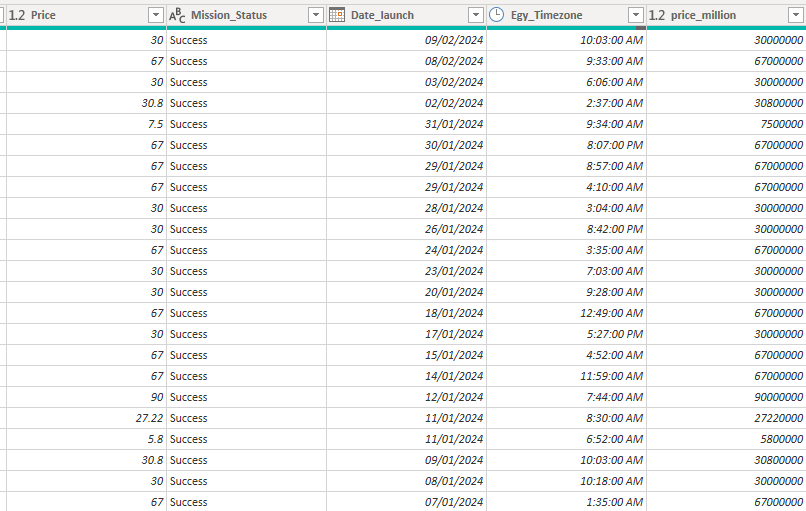 1.2 Price ABC Mission_Status Date_launch Egy_Timezone 1.2 price_million
30 Success 09/02/2024 10:03:00 AM 30000000
67 Success 08/02/2024 9:33:00 AM 67000000
30 Success 03/02/2024 6:06:00 AM 30000000
30.8 Success 02/02/2024 2:37:00 AM 30800000
7.5 Success 31/01/2024 9:34:00 AM 7500000
67 Success 30/01/2024 8:07:00 PM 67000000
67 Success 29/01/2024 8:57:00 AM 67000000
67 Success 29/01/2024 4:10:00 AM 67000000
30 Success 28/01/2024 3:04:00 AM 30000000
30 Success 26/01/2024 8:42:00 PM 30000000
67 Success 24/01/2024 3:35:00 AM 67000000
30 Success 23/01/2024 7:03:00 AM 30000000
30 Success 20/01/2024 9:28:00 AM 30000000
67 Success 18/01/2024 12:49:00 AM 67000000
30 Success 17/01/2024 5:27:00 PM 30000000
67 Success 15/01/2024 4:52:00 AM 67000000
67 Success 14/01/2024 11:59:00 AM 67000000
90 Success 12/01/2024 7:44:00 AM 90000000
27.22 Success 11/01/2024 8:30:00 AM 27220000
5.8 Success 11/01/2024 6:52:00 AM 5800000
30.8 Success 09/01/2024 10:03:00 AM 30800000
30 Success 08/01/2024 10:18:00 AM 30000000
67 Success 07/01/2024 1:35:00 AM 67000000